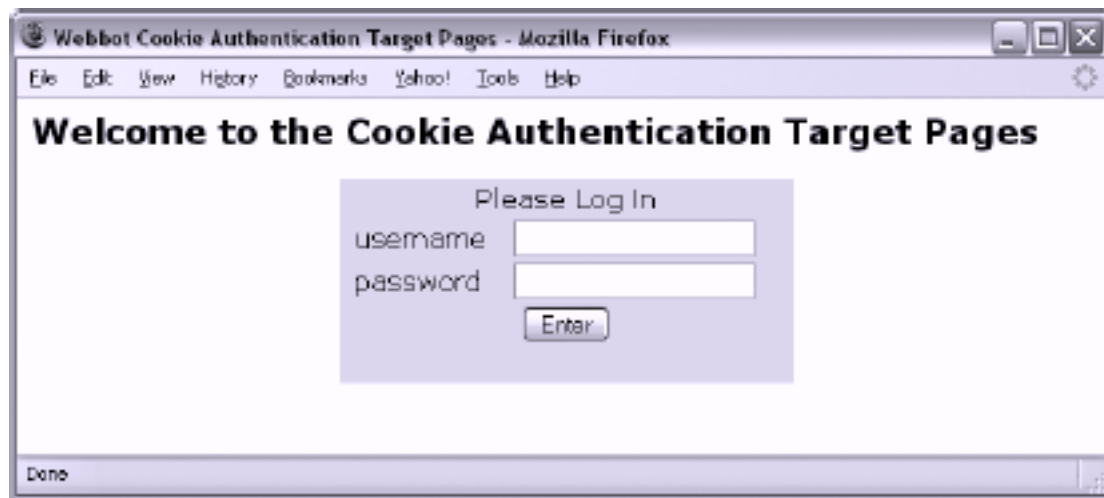 Webbot Cookie Authentication Target Pages - Mozilla Firefox
File Edit View History Bookmarks Yahoo! Tools Help
Welcome to the Cookie Authentication Target Pages
Please Log In
username
password
Enter
Done